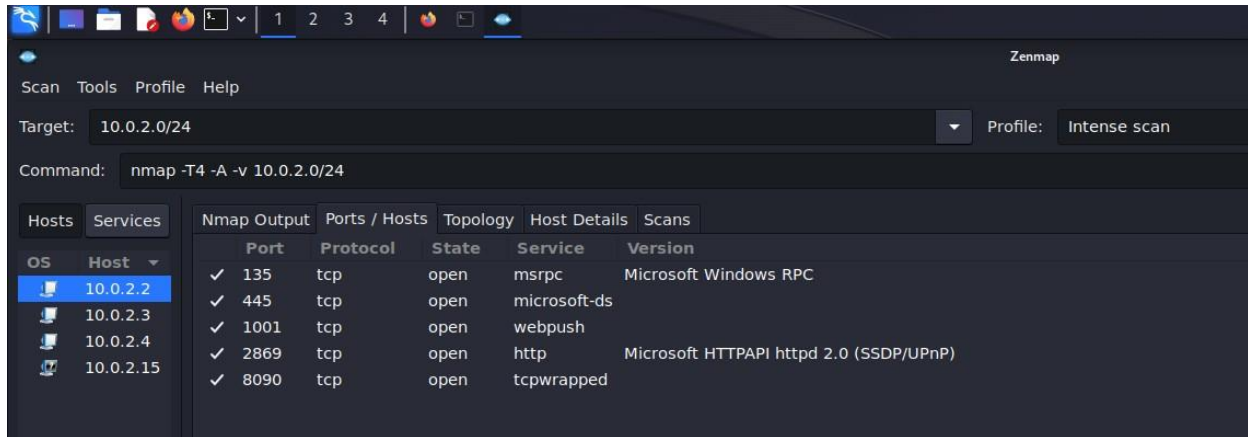 1 2 3 4
Zenmap
Scan Tools Profile Help
Target: 10.0.2.0/24 Profile: Intense scan
Command: nmap -T4 -A -v 10.0.2.0/24
Hosts Services Nmap Output Ports / Hosts Topology Host Details Scans
OS Host Port Protocol State Service Version
10.0.2.2 135 tcp open msrpc Microsoft Windows RPC
10.0.2.3 445 tcp open microsoft-ds
10.0.2.4 1001 tcp open webpush
10.0.2.15 2869 tcp open http Microsoft HTTPAPI httpd 2.0 (SSDP/UPnP)
8090 tcp open tcpwrapped